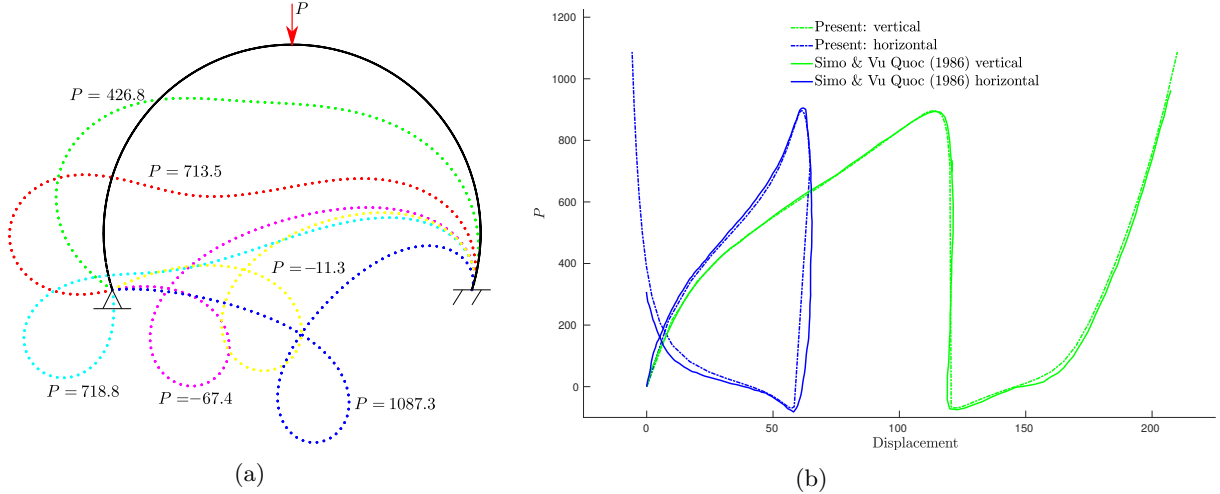 P
P = 426.8
P = 713.5
P = −11.3
P = 718.8
P = −67.4
P = 1087.3
(a)
1200
1000
800
600
400
200
0
P
Present: vertical
Present: horizontal
Simo & Vu Quoc (1986) vertical
Simo & Vu Quoc (1986) horizontal
0 50 100 150 200
Displacement
(b)